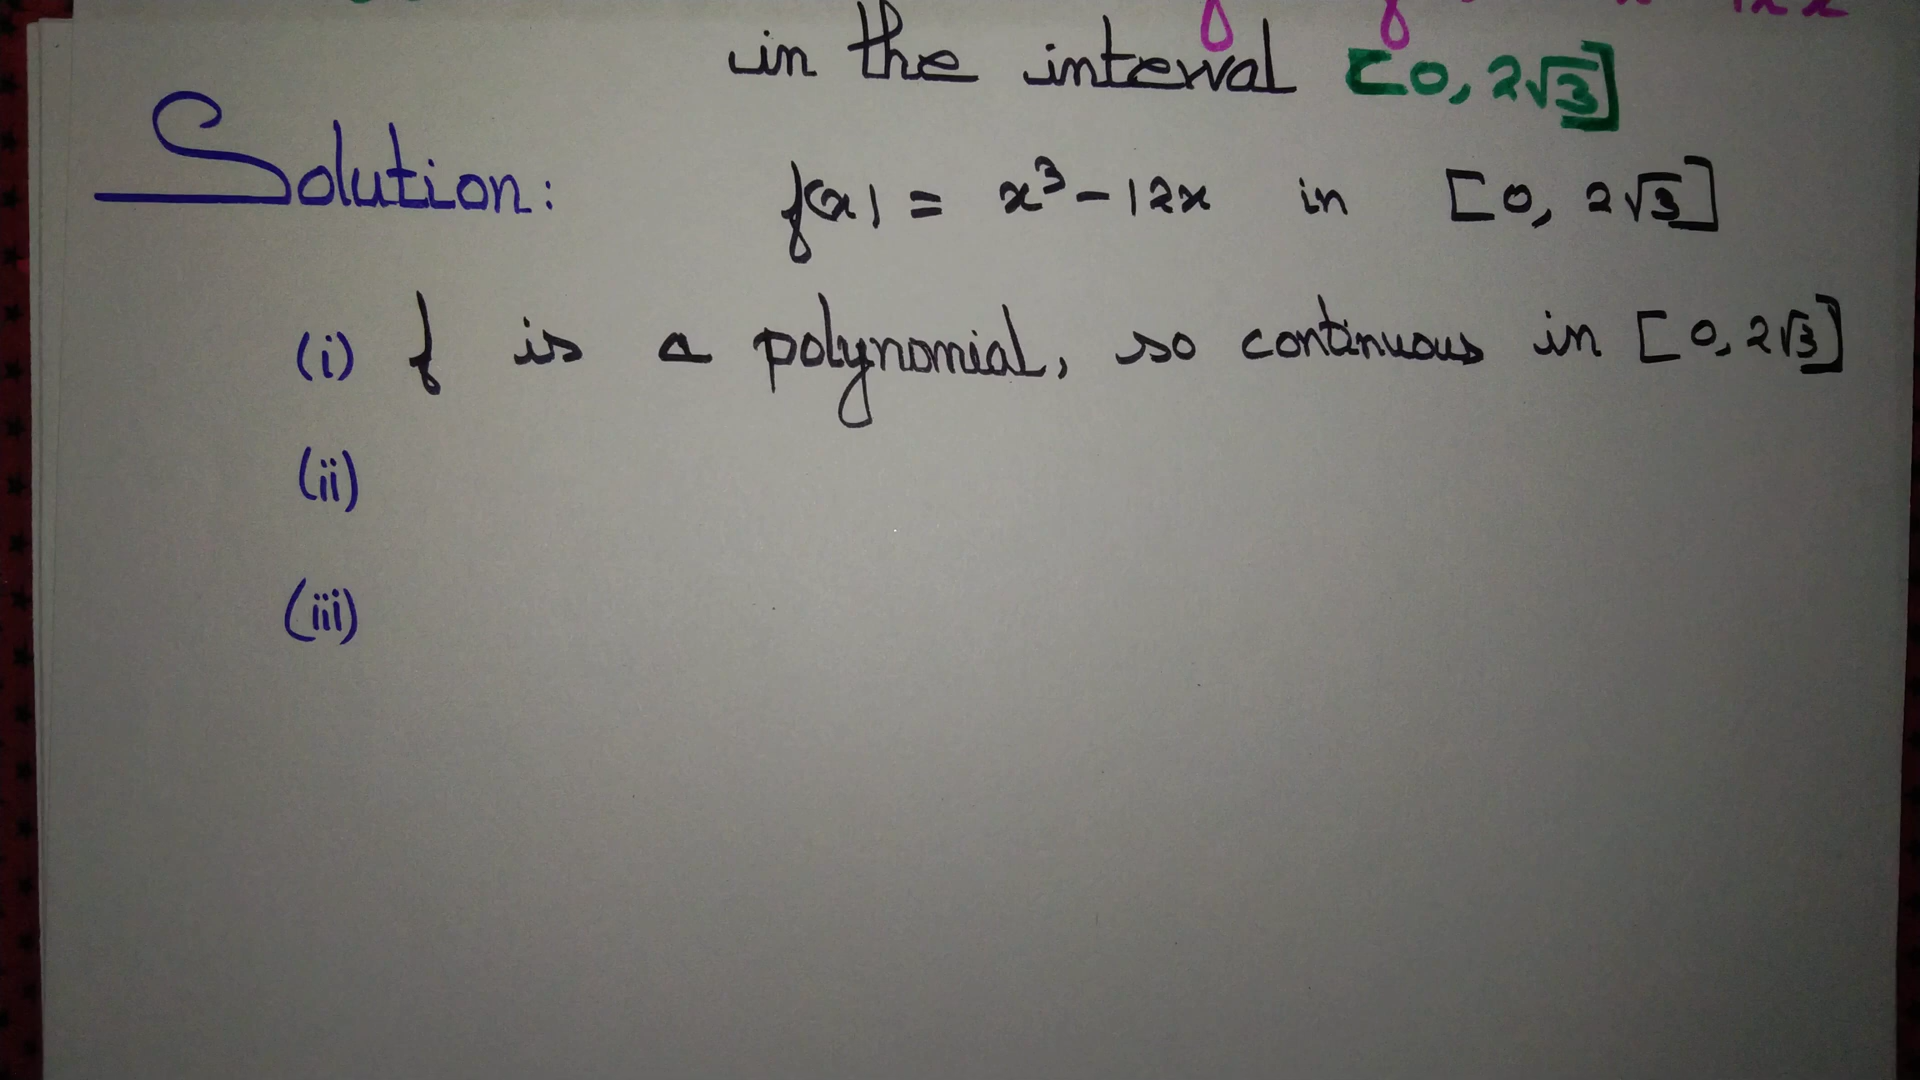 in the interval [0, 2√3]
Solution: f(x) = x³ - 12x in [0, 2√3]
(i) f is a polynomial, so continuous in [0, 2√3]
(ii)
(iii)